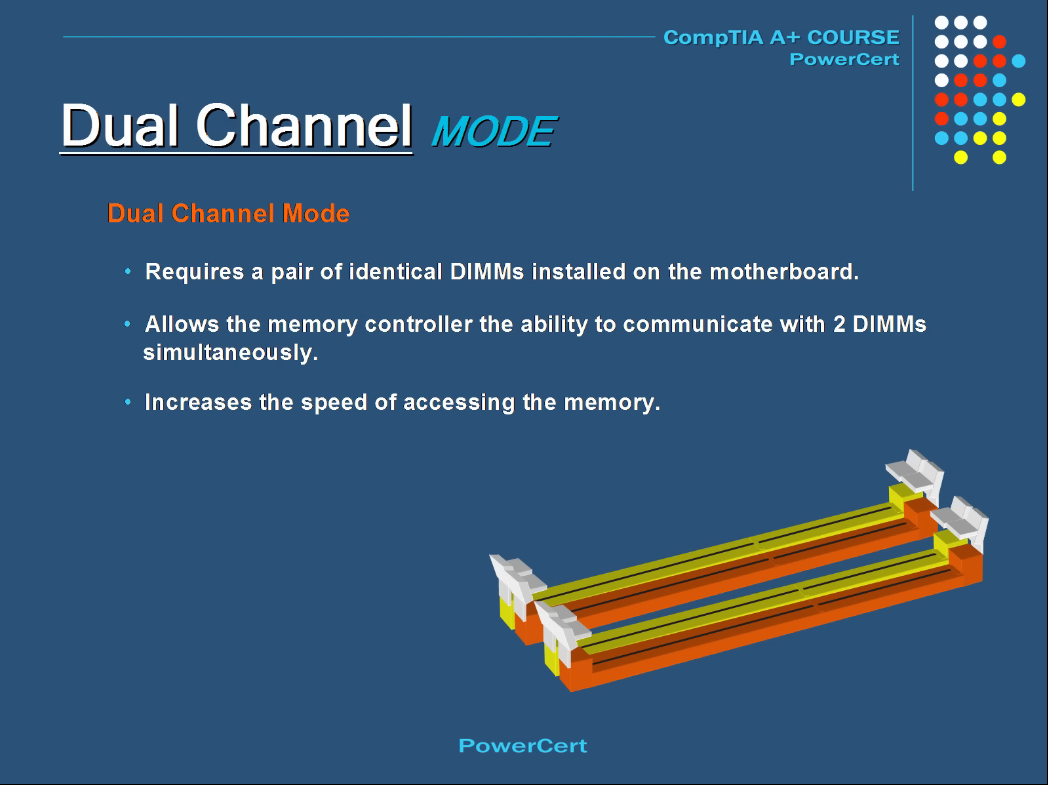 CompTIA A+ COURSE
PowerCert
Dual Channel MODE
Dual Channel Mode
• Requires a pair of identical DIMMs installed on the motherboard.
• Allows the memory controller the ability to communicate with 2 DIMMs
simultaneously.
• Increases the speed of accessing the memory.
PowerCert